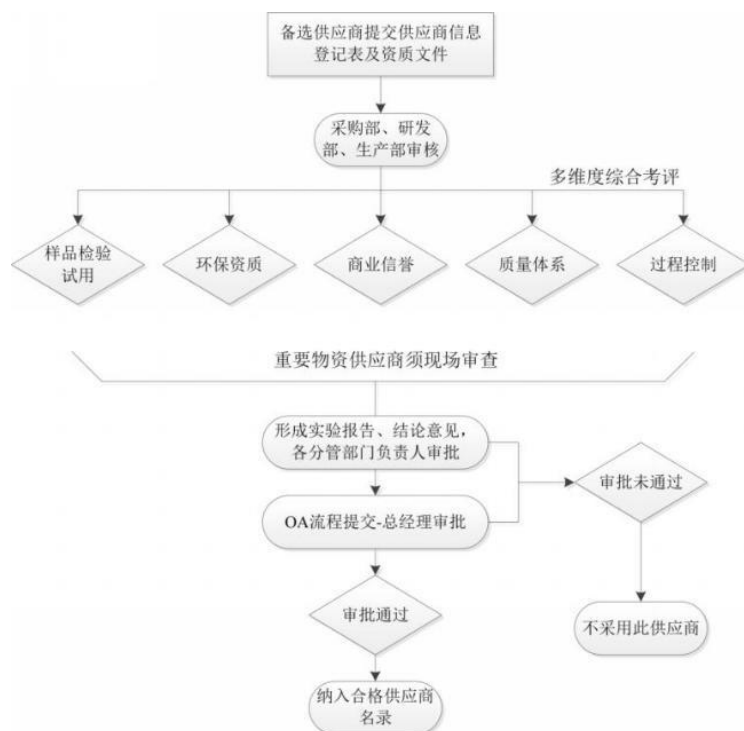 备选供应商提交供应商信息
登记表及资质文件
采购部、研发
部、生产部审核
多维度综合考评
样品检验
试用
环保资质
商业信誉
质量体系
过程控制
重要物资供应商须现场审查
形成实验报告、结论意见，
各分管部门负责人审批
审批未通过
OA流程提交-总经理审批
审批通过
不采用此供应商
纳入合格供应商
名录